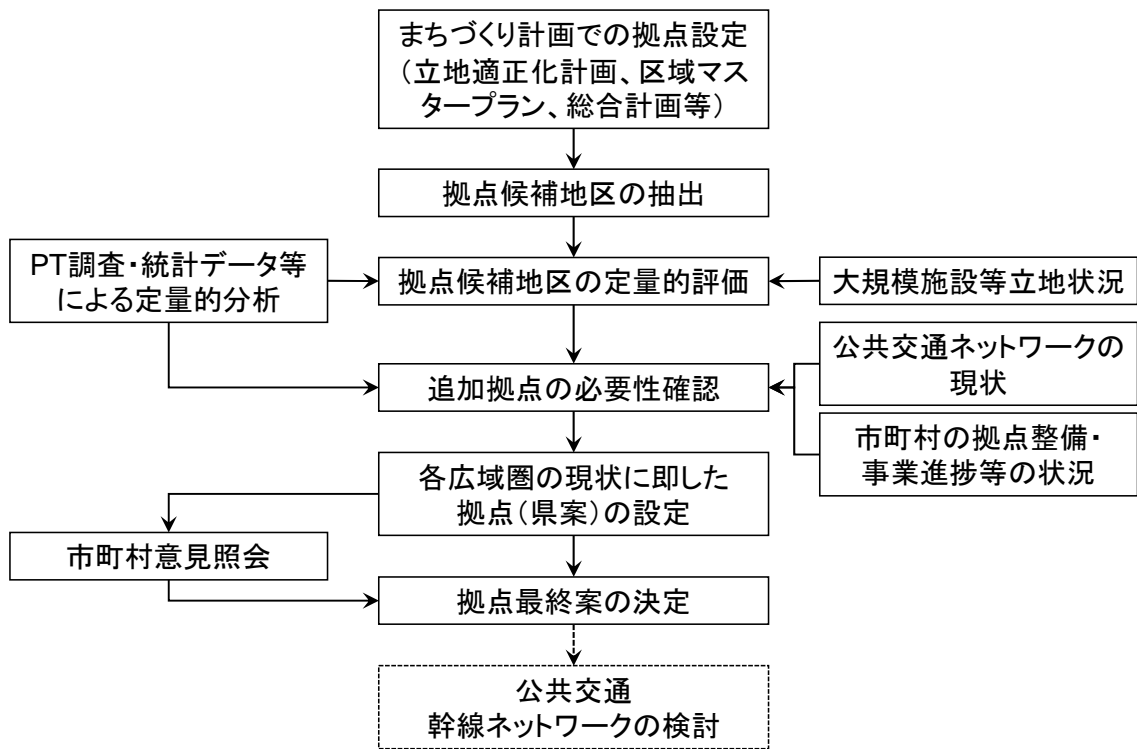 まちづくり計画での拠点設定
（立地適正化計画、区域マス
タープラン、総合計画等）
拠点候補地区の抽出
PT調査・統計データ等
による定量的分析
拠点候補地区の定量的評価
大規模施設等立地状況
公共交通ネットワークの
現状
追加拠点の必要性確認
市町村の拠点整備・
事業進捗等の状況
各広域圏の現状に即した
拠点（県案）の設定
市町村意見照会
拠点最終案の決定
公共交通
幹線ネットワークの検討